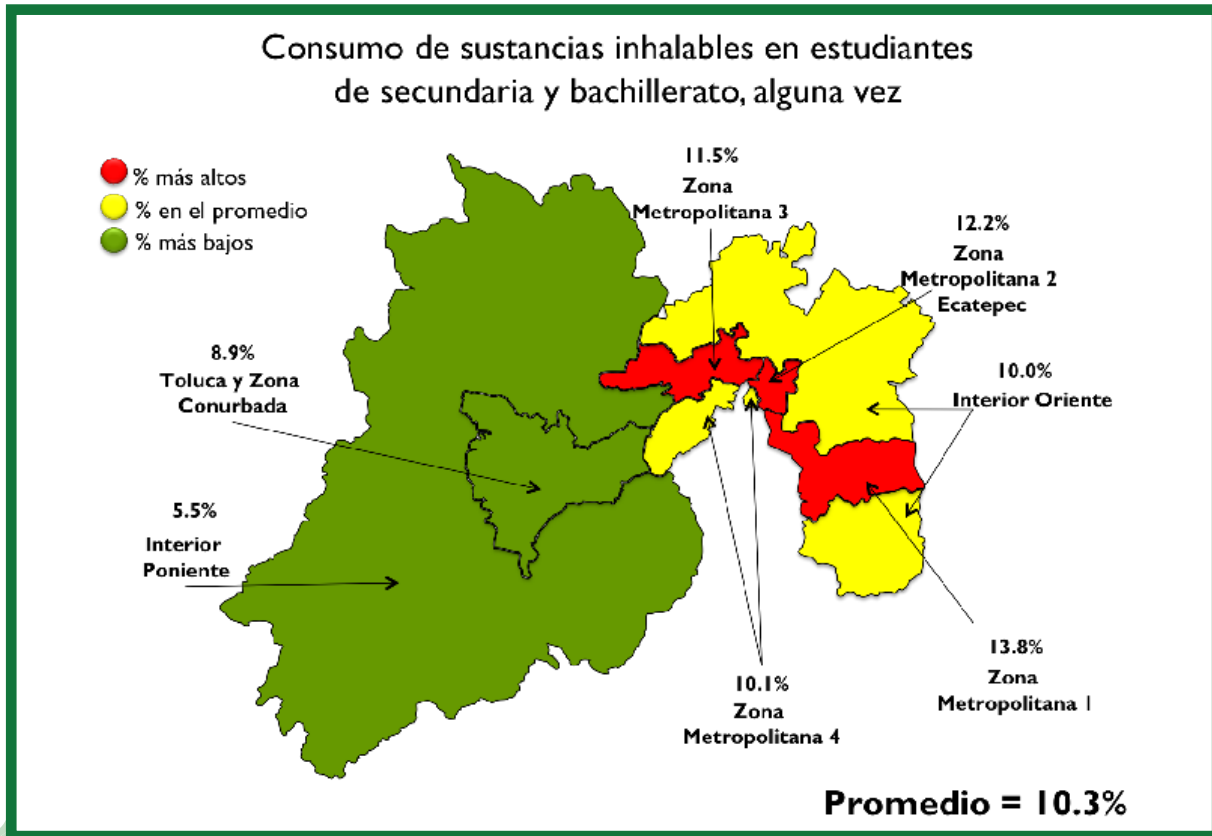 Consumo de sustancias inhalables en estudiantes
de secundaria y bachillerato, alguna vez
% más altos
% en el promedio
% más bajos
11.5%
Zona
Metropolitana 3
12.2%
Zona
Metropolitana 2
Ecatepec
8.9%
Toluca y Zona
Conurbada
10.0%
Interior Oriente
5.5%
Interior
Poniente
13.8%
Zona
Metropolitana 1
10.1%
Zona
Metropolitana 4
Promedio = 10.3%